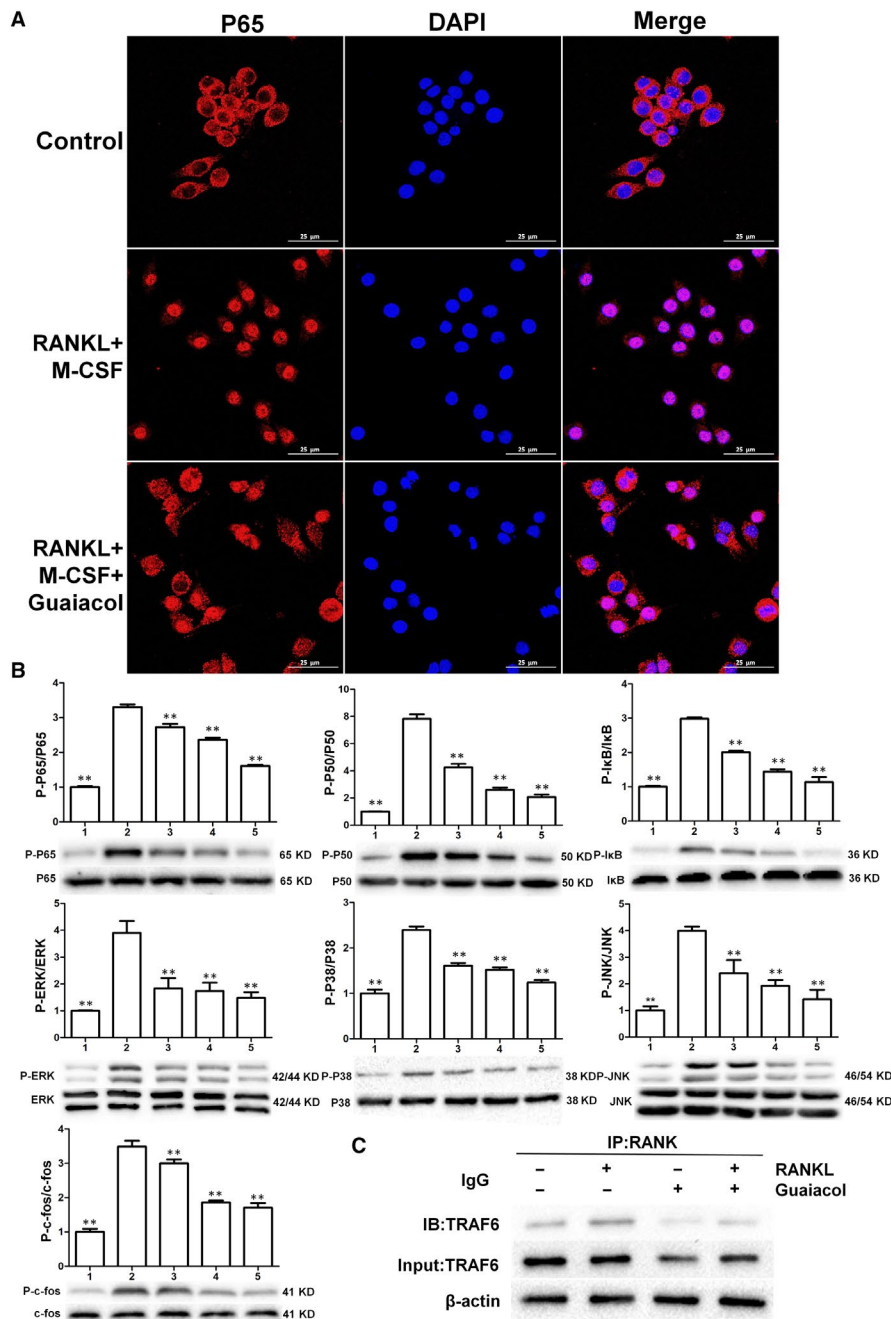 A
P65 DAPI Merge
Control
25 μm 25 μm 25 μm
RANKL+
M-CSF
25 μm 25 μm 25 μm
RANKL+
M-CSF+
Guaiacol
25 μm 25 μm 25 μm
B
P-P65/P65
4
3
2
1
0
** ** ** **
1 2 3 4 5
P-P65 65 KD
P65 65 KD
P-P50/P50
10
8
6
4
2
0
** ** ** **
1 2 3 4 5
P-P50 50 KD
P50 50 KD
P-IκB/IκB
4
3
2
1
0
** ** ** **
1 2 3 4 5
P-IκB 36 KD
IκB 36 KD
P-ERK/ERK
5
4
3
2
1
0
** ** ** **
1 2 3 4 5
P-ERK 42/44 KD
ERK 42/44 KD
P-P38/P38
3
2
1
0
** ** ** **
1 2 3 4 5
P-P38 38 KD
P38 38 KD
P-JNK/JNK
5
4
3
2
1
0
** ** ** **
1 2 3 4 5
P-JNK 46/54 KD
JNK 46/54 KD
P-c-fos/c-fos
4
3
2
1
0
** ** ** **
1 2 3 4 5
P-c-fos 41 KD
c-fos 41 KD
C
IP:RANK
IgG
– + – + RANKL
– – + + Guaiacol
IB:TRAF6
Input:TRAF6
β-actin